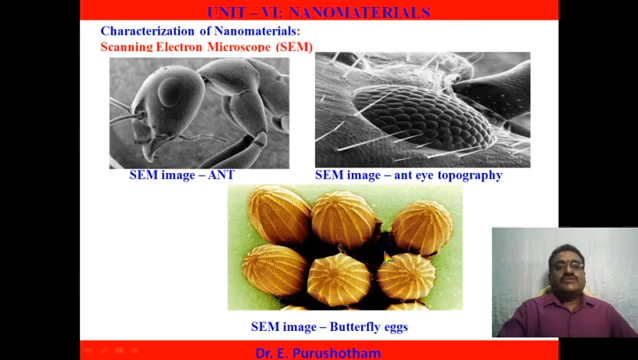 UNIT – VI: NANOMATERIALS
Characterization of Nanomaterials:
Scanning Electron Microscope (SEM)
SEM image – ANT
SEM image – ant eye topography
SEM image – Butterfly eggs
Dr. E. Purushotham